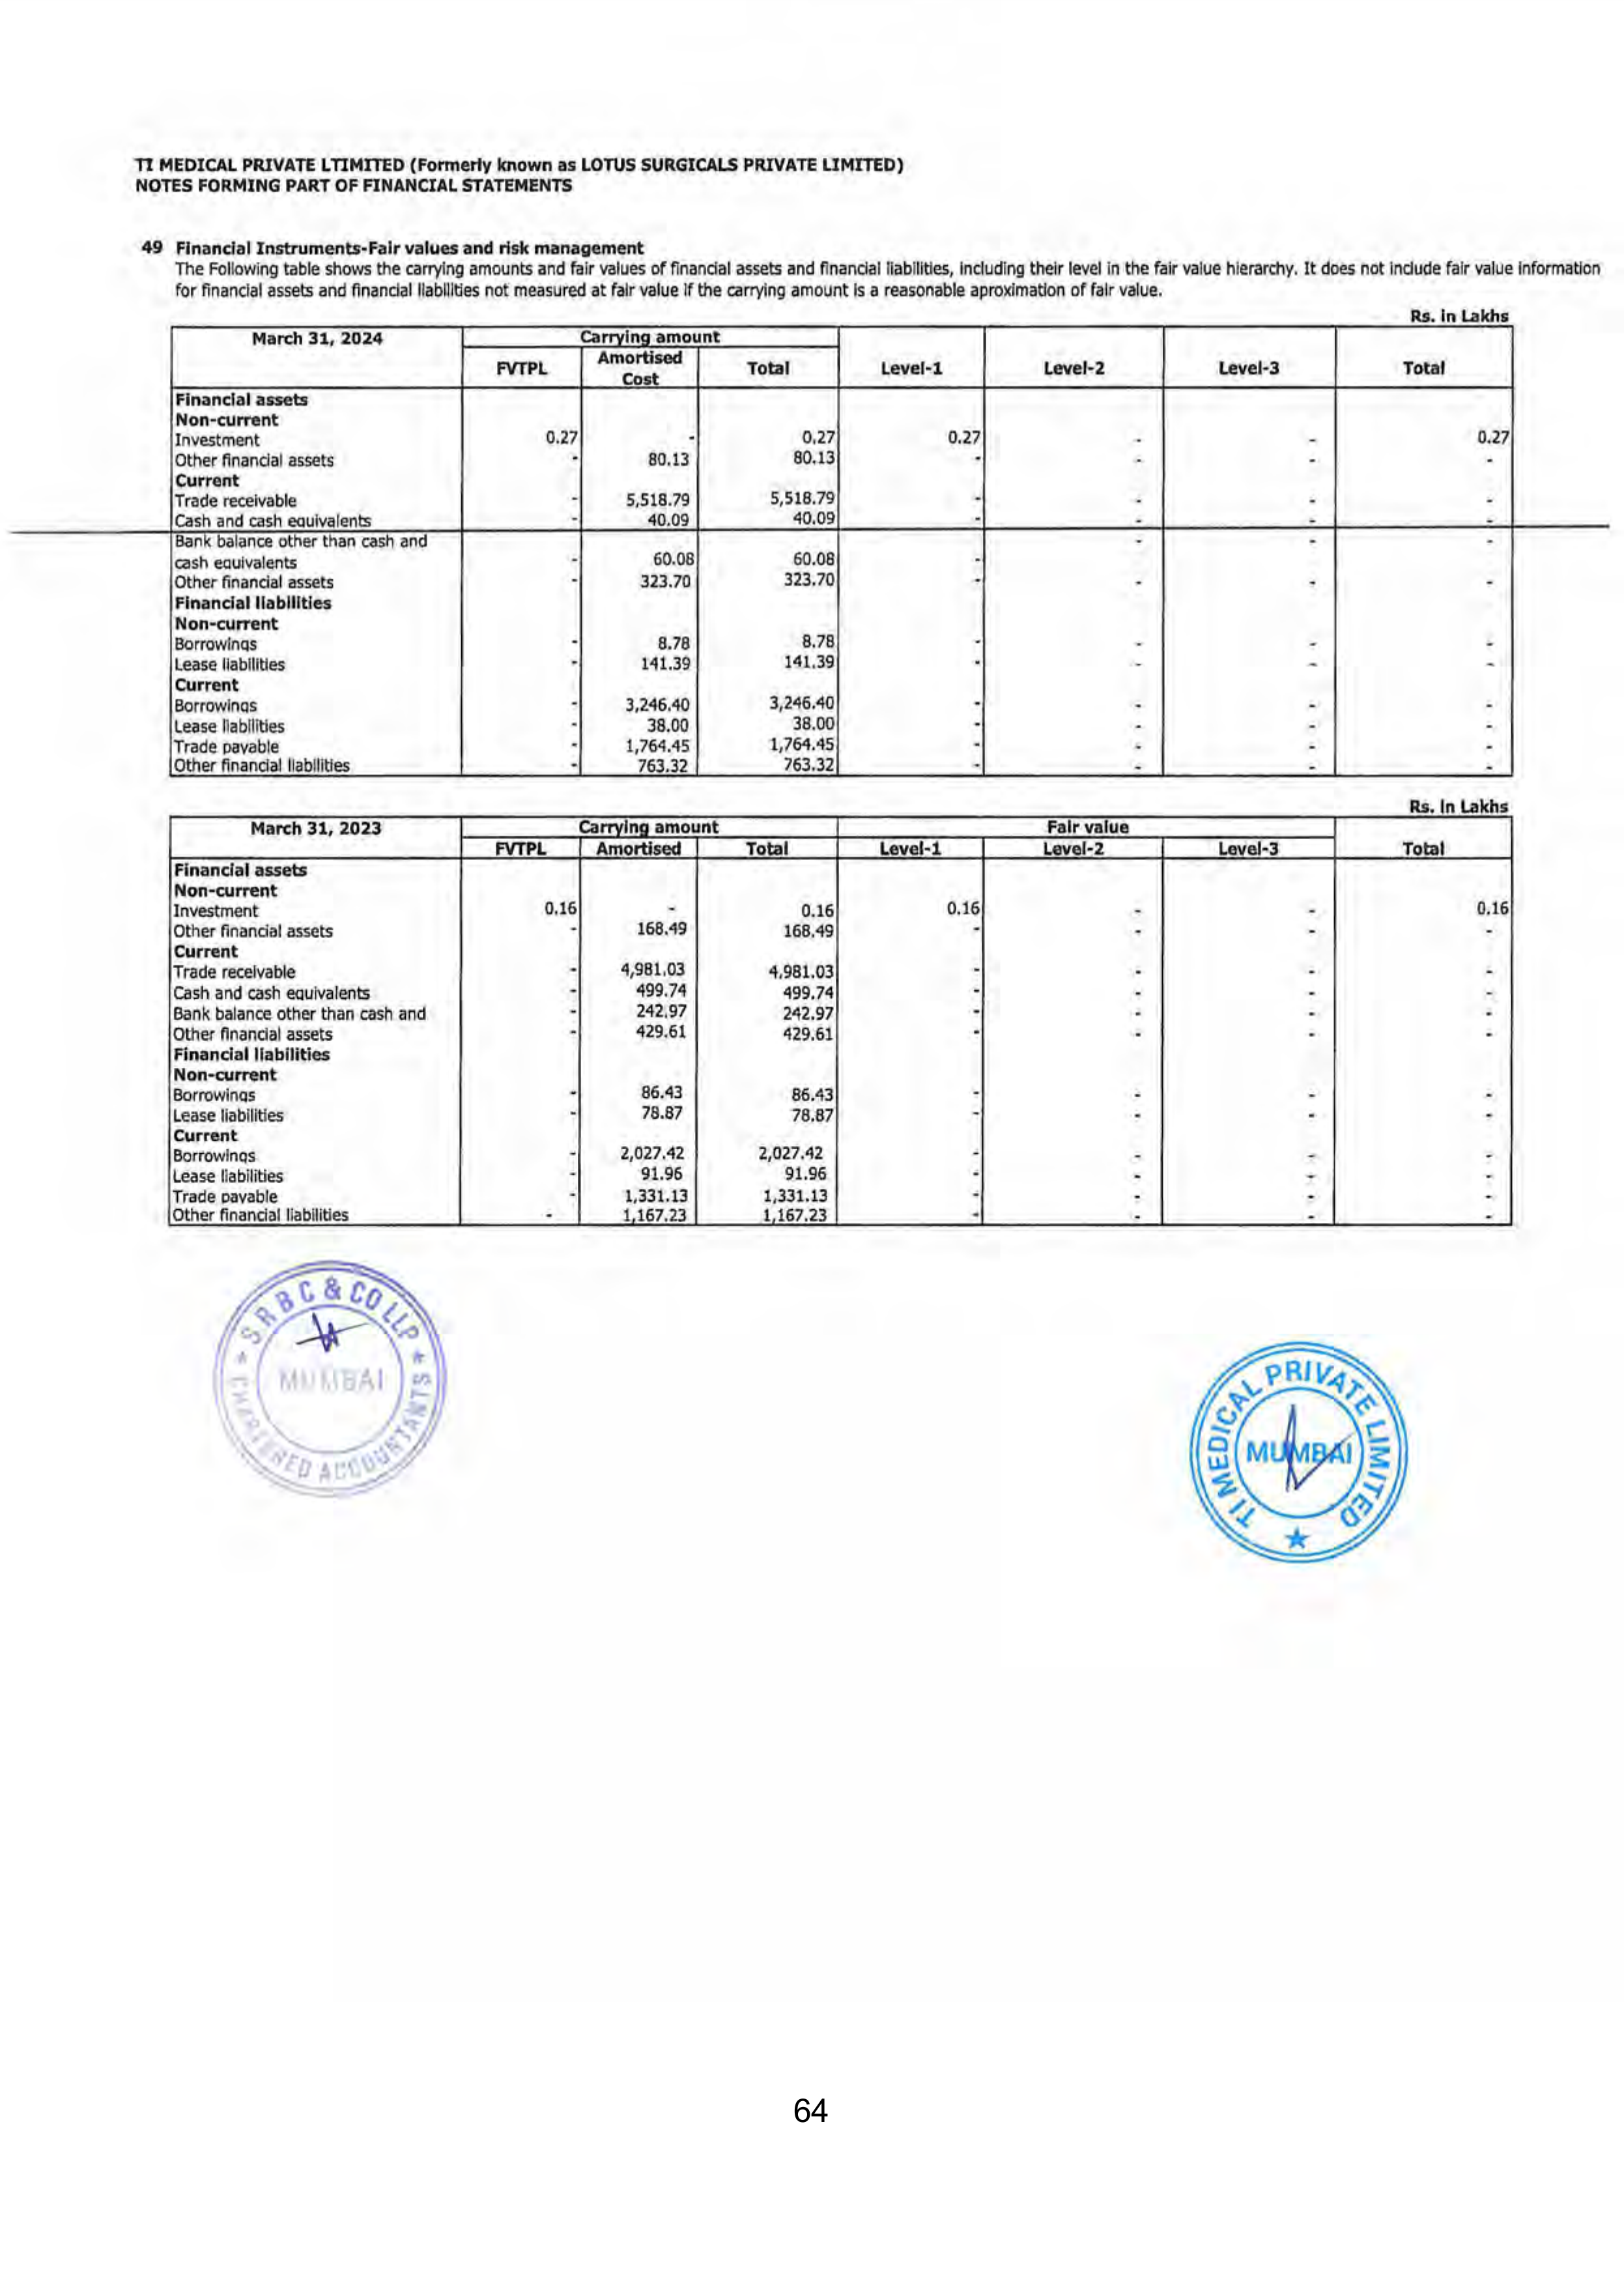 TI MEDICAL PRIVATE LTIMITED (Formerly known as LOTUS SURGICALS PRIVATE LIMITED)
NOTES FORMING PART OF FINANCIAL STATEMENTS
49 Financial Instruments-Fair values and risk management
The Following table shows the carrying amounts and fair values of financial assets and financial liabilities, including their level in the fair value hierarchy. It does not include fair value information
for financial assets and financial liabilities not measured at fair value if the carrying amount is a reasonable aproximation of fair value.
Rs. in Lakhs
March 31, 2024 Carrying amount
FVTPL Amortised Cost Total Level-1 Level-2 Level-3 Total
Financial assets
Non-current
Investment 0.27 - 0.27 0.27 - - 0.27
Other financial assets - 80.13 80.13 - - - -
Current
Trade receivable - 5,518.79 5,518.79 - - - -
Cash and cash equivalents - 40.09 40.09 - - - -
Bank balance other than cash and - - -
cash equivalents - 60.08 60.08 -
Other financial assets - 323.70 323.70 - - - -
Financial liabilities
Non-current
Borrowings - 8.78 8.78 - - - -
Lease liabilities - 141.39 141.39 - - - -
Current
Borrowings - 3,246.40 3,246.40 - - - -
Lease liabilities - 38.00 38.00 - - - -
Trade payable - 1,764.45 1,764.45 - - - -
Other financial liabilities - 763.32 763.32 - - - -
Rs. in Lakhs
March 31, 2023 Carrying amount Fair value
FVTPL Amortised Total Level-1 Level-2 Level-3 Total
Financial assets
Non-current
Investment 0.16 - 0.16 0.16 - - 0.16
Other financial assets - 168.49 168.49 - - - -
Current
Trade receivable - 4,981.03 4,981.03 - - - -
Cash and cash equivalents - 499.74 499.74 - - - -
Bank balance other than cash and - 242.97 242.97 - - - -
Other financial assets - 429.61 429.61 - - - -
Financial liabilities
Non-current
Borrowings - 86.43 86.43 - - - -
Lease liabilities - 78.87 78.87 - - - -
Current
Borrowings - 2,027.42 2,027.42 - - - -
Lease liabilities - 91.96 91.96 - - - -
Trade payable - 1,331.13 1,331.13 - - - -
Other financial liabilities - 1,167.23 1,167.23 - - - -
SRBC & CO LLP
MUMBAI
CHARTERED ACCOUNTANTS
TI MEDICAL PRIVATE LIMITED
MUMBAI
64